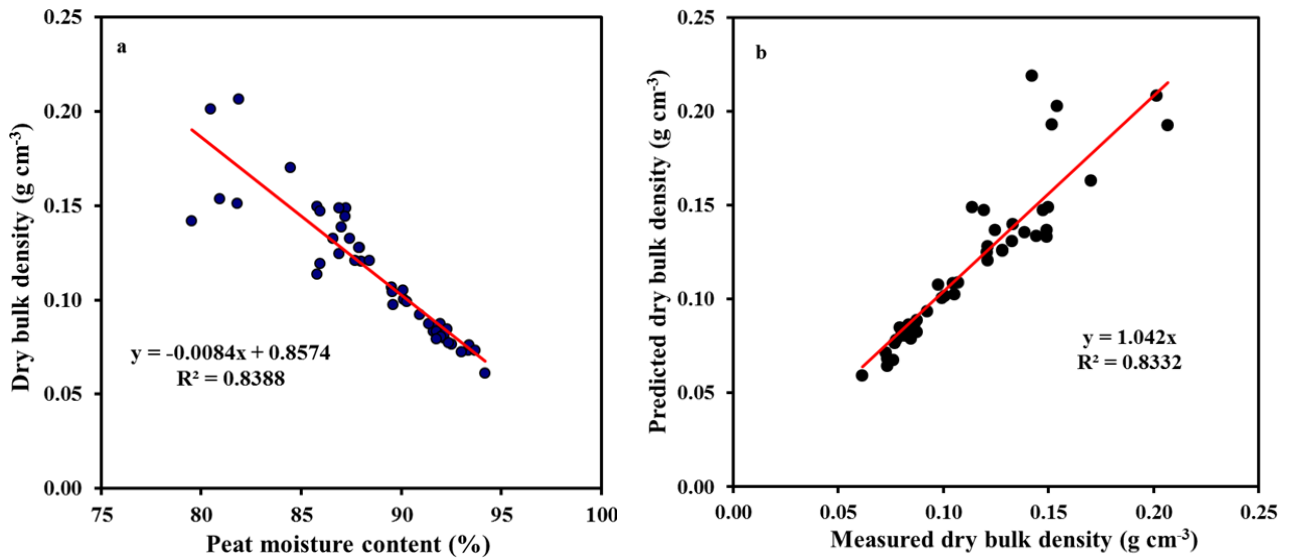 a
0.25
0.20
0.15
0.10
0.05
0.00
Dry bulk density (g cm⁻³)
y = -0.0084x + 0.8574
R² = 0.8388
75 80 85 90 95 100
Peat moisture content (%)
b
0.25
0.20
0.15
0.10
0.05
0.00
Predicted dry bulk density (g cm⁻³)
y = 1.042x
R² = 0.8332
0.00 0.05 0.10 0.15 0.20 0.25
Measured dry bulk density (g cm⁻³)